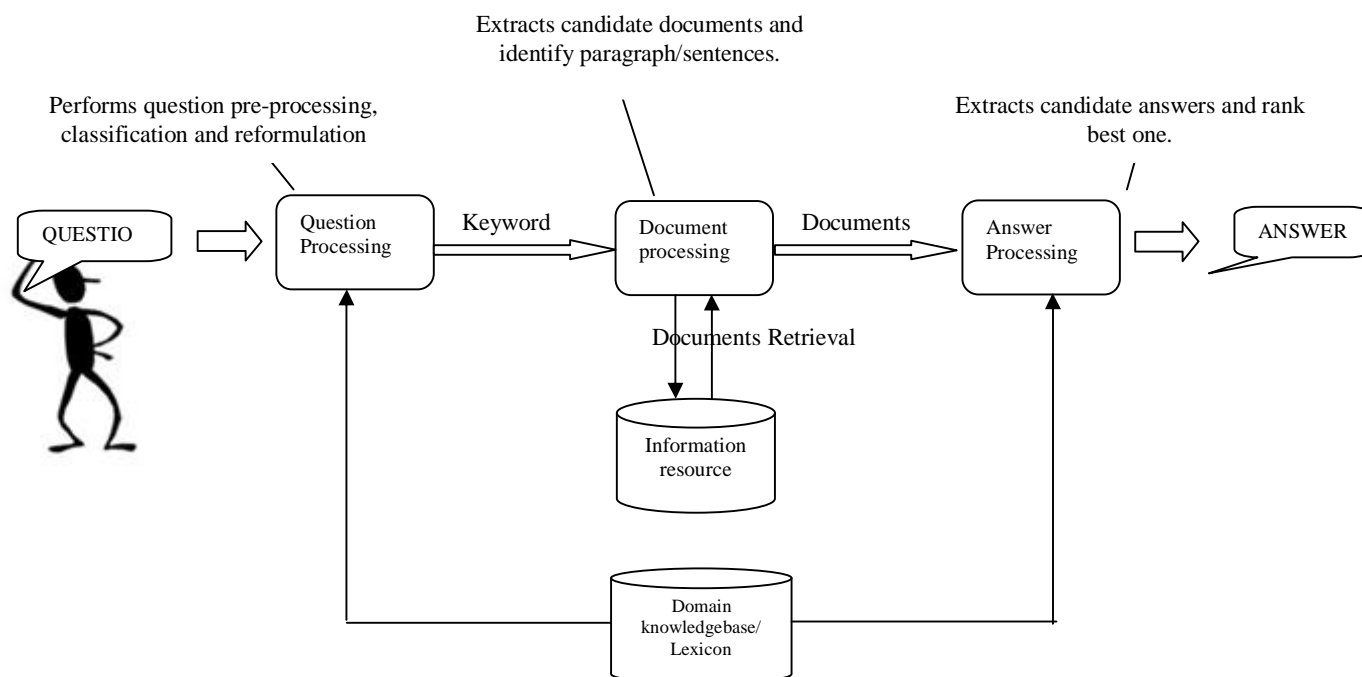 Extracts candidate documents and
identify paragraph/sentences.
Performs question pre-processing,
classification and reformulation
Extracts candidate answers and rank
best one.
QUESTIO
Question
Processing
Keyword
Document
processing
Documents
Answer
Processing
ANSWER
Documents Retrieval
Information
resource
Domain
knowledgebase/
Lexicon